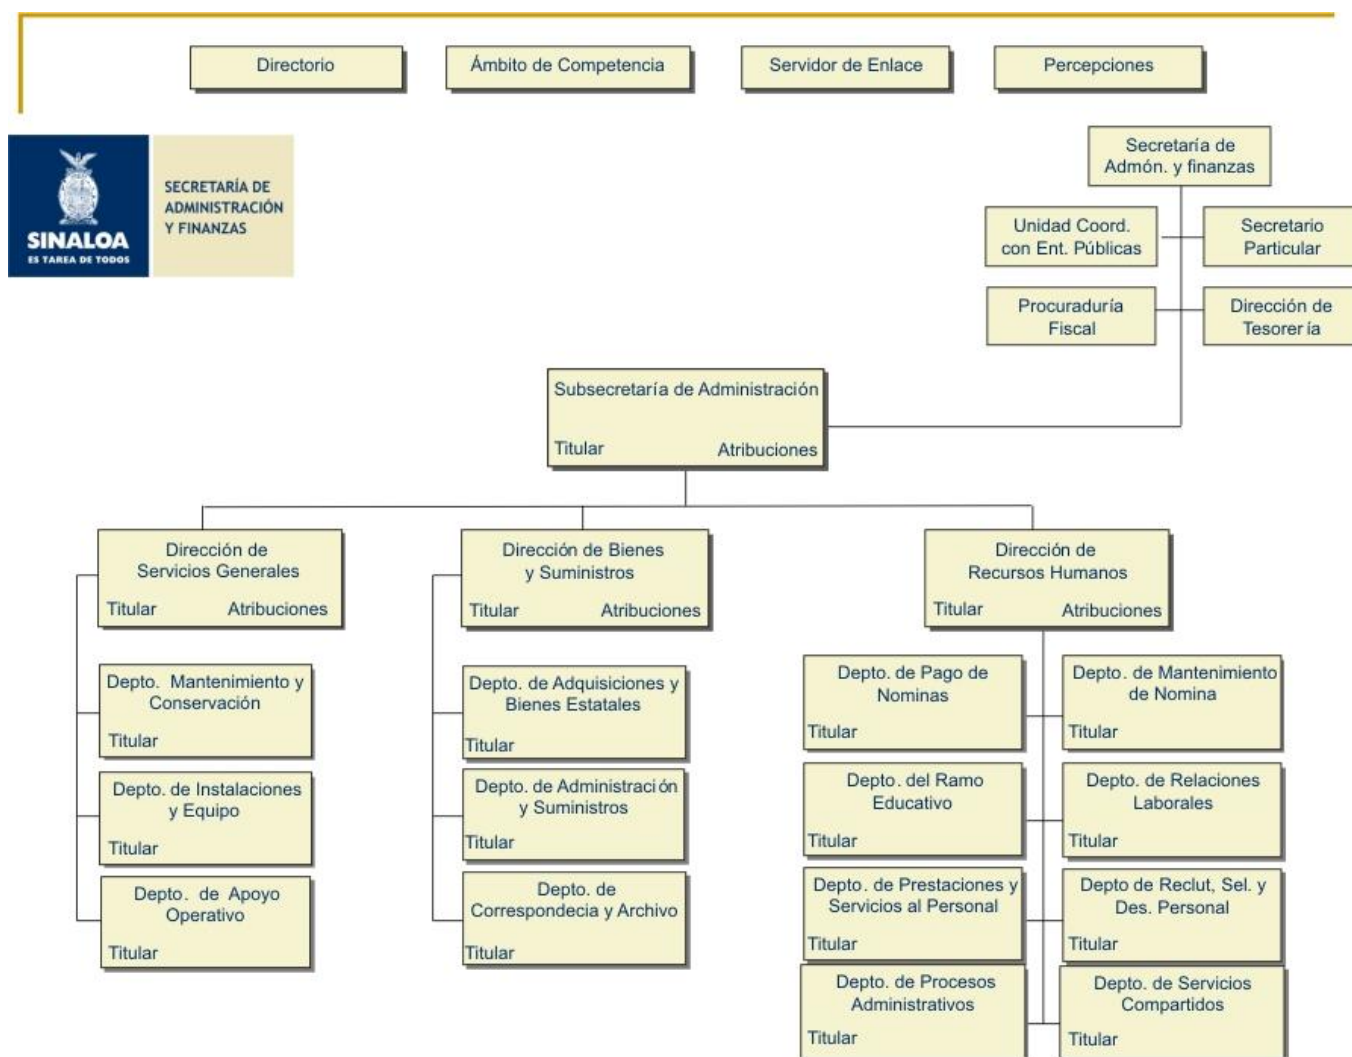 Directorio
Ámbito de Competencia
Servidor de Enlace
Percepciones
SINALOA
ES TAREA DE TODOS
SECRETARÍA DE
ADMINISTRACIÓN
Y FINANZAS
Secretaría de
Admón. y finanzas
Unidad Coord.
con Ent. Públicas
Secretario
Particular
Procuraduría
Fiscal
Dirección de
Tesorería
Subsecretaría de Administración
Titular
Atribuciones
Dirección de
Servicios Generales
Titular
Atribuciones
Dirección de Bienes
y Suministros
Titular
Atribuciones
Dirección de
Recursos Humanos
Titular
Atribuciones
Depto. Mantenimiento y
Conservación
Titular
Depto. de Instalaciones
y Equipo
Titular
Depto. de Apoyo
Operativo
Titular
Depto. de Adquisiciones y
Bienes Estatales
Titular
Depto. de Administración
y Suministros
Titular
Depto. de
Correspondecia y Archivo
Titular
Depto. de Pago de
Nominas
Titular
Depto. de Mantenimiento
de Nomina
Titular
Depto. del Ramo
Educativo
Titular
Depto. de Relaciones
Laborales
Titular
Depto. de Prestaciones y
Servicios al Personal
Titular
Depto de Reclut, Sel. y
Des. Personal
Titular
Depto. de Procesos
Administrativos
Titular
Depto. de Servicios
Compartidos
Titular